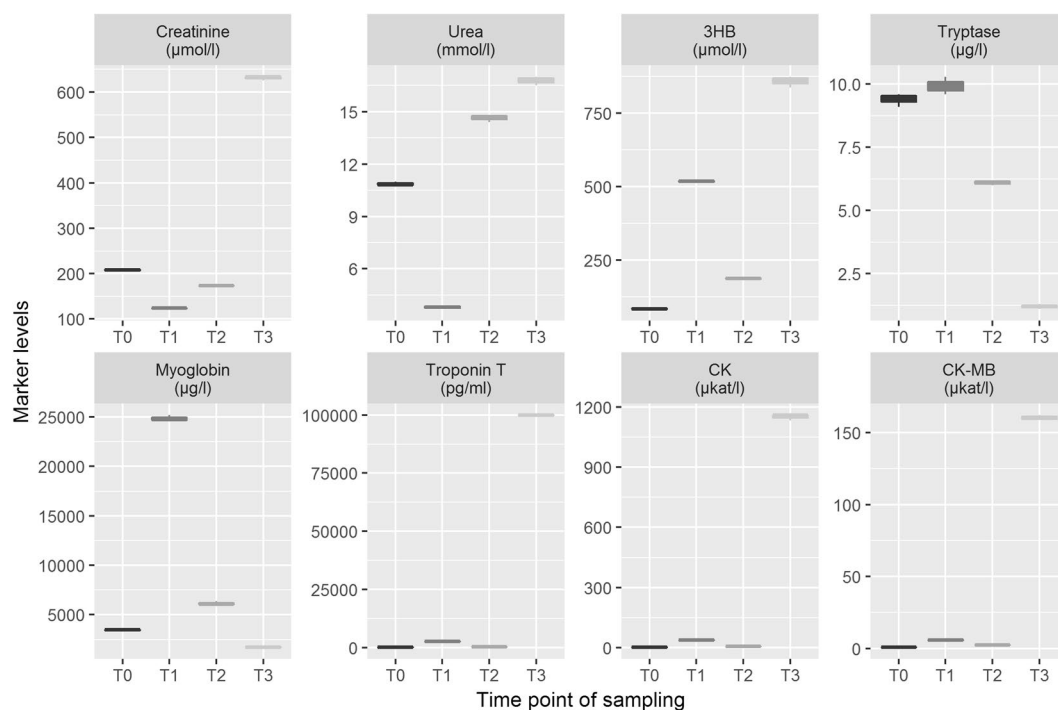 Creatinine
(µmol/l)
Urea
(mmol/l)
3HB
(µmol/l)
Tryptase
(µg/l)
600
500
400
300
200
100
15
12
9
6
750
500
250
10.0
7.5
5.0
2.5
T0 T1 T2 T3
T0 T1 T2 T3
T0 T1 T2 T3
T0 T1 T2 T3
Marker levels
Myoglobin
(µg/l)
Troponin T
(pg/ml)
CK
(µkat/l)
CK-MB
(µkat/l)
25000
20000
15000
10000
5000
100000
75000
50000
25000
0
1200
900
600
300
0
150
100
50
0
T0 T1 T2 T3
T0 T1 T2 T3
T0 T1 T2 T3
T0 T1 T2 T3
Time point of sampling